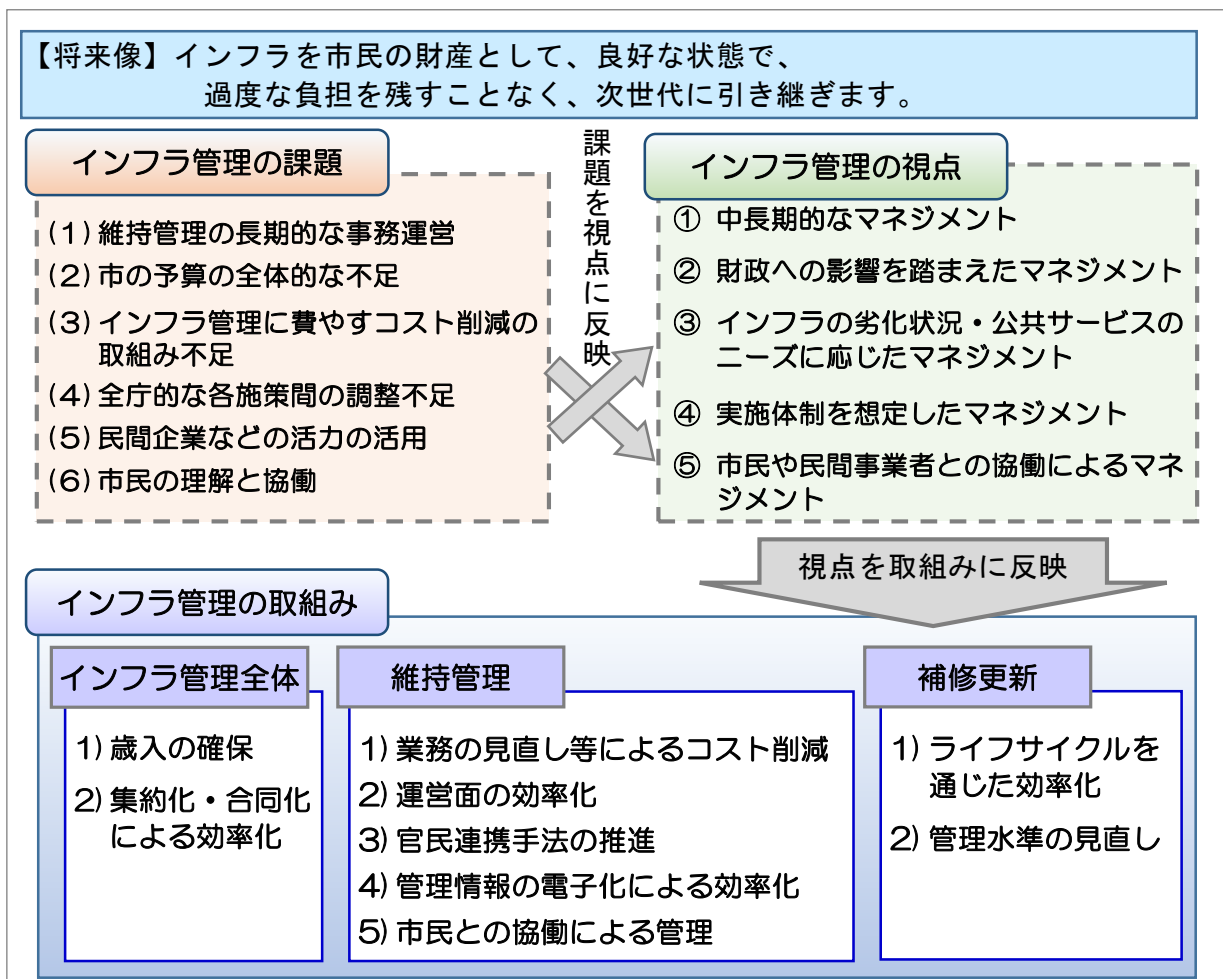 【将来像】インフラを市民の財産として、良好な状態で、
過度な負担を残すことなく、次世代に引き継ぎます。
インフラ管理の課題
(1) 維持管理の長期的な事務運営
(2) 市の予算の全体的な不足
(3) インフラ管理に費やすコスト削減の
取組み不足
(4) 全庁的な各施策間の調整不足
(5) 民間企業などの活力の活用
(6) 市民の理解と協働
課題を視点に反映
インフラ管理の視点
① 中長期的なマネジメント
② 財政への影響を踏まえたマネジメント
③ インフラの劣化状況・公共サービスの
ニーズに応じたマネジメント
④ 実施体制を想定したマネジメント
⑤ 市民や民間事業者との協働によるマネ
ジメント
視点を取組みに反映
インフラ管理の取組み
インフラ管理全体
1) 歳入の確保
2) 集約化・合同化
による効率化
維持管理
1) 業務の見直し等によるコスト削減
2) 運営面の効率化
3) 官民連携手法の推進
4) 管理情報の電子化による効率化
5) 市民との協働による管理
補修更新
1) ライフサイクルを
通じた効率化
2) 管理水準の見直し